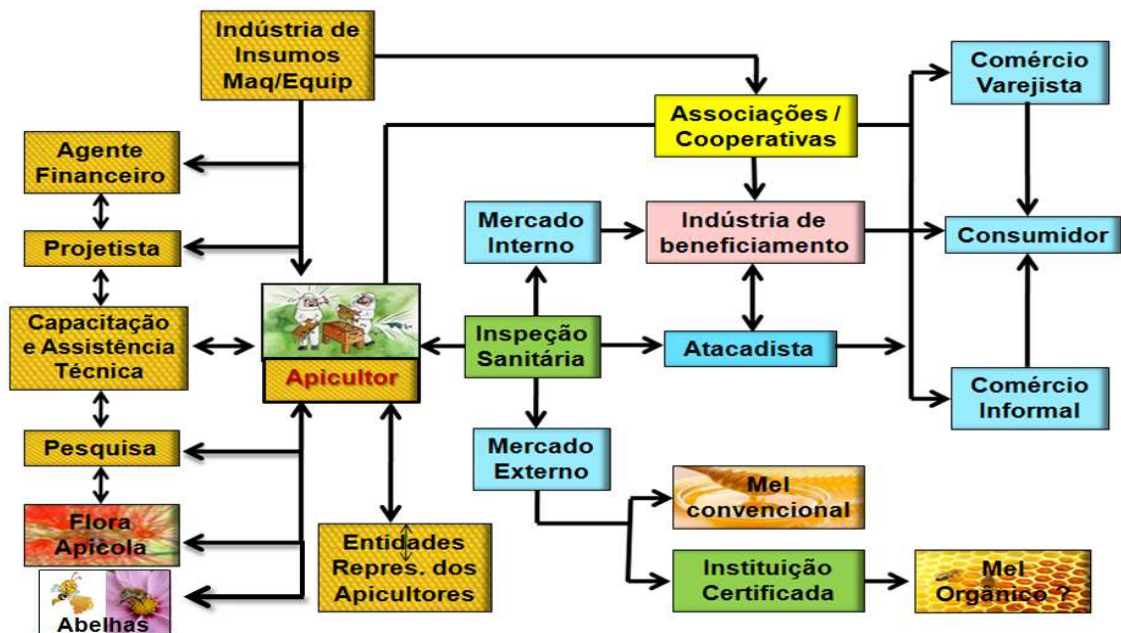 Indústria de
Insumos
Maq/Equip
Comércio
Varejista
Associações /
Cooperativas
Agente
Financeiro
Mercado
Interno
Indústria de
beneficiamento
Consumidor
Projetista
Capacitação
e Assistência
Técnica
Apicultor
Inspeção
Sanitária
Atacadista
Comércio
Informal
Pesquisa
Mercado
Externo
Mel
convencional
Flora
Apicola
Entidades
Repres. dos
Apicultores
Instituição
Certificada
Mel
Orgânico ?
Abelhas